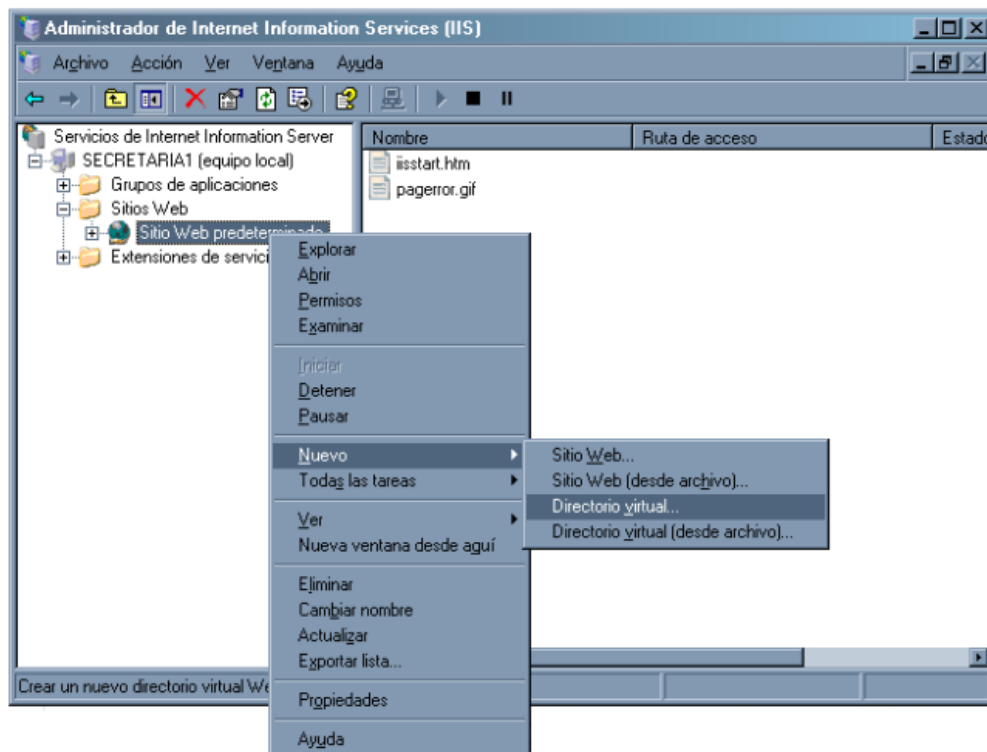 Administrador de Internet Information Services (IIS)
Archivo Acción Ver Ventana Ayuda
Servicios de Internet Information Server
SECRETARIA1 (equipo local)
Grupos de aplicaciones
Sitios Web
Sitio Web predeterminado
Extensiones de servici
Nombre Ruta de acceso Estado
iisstart.htm
pagerror.gif
Explorar
Abrir
Permisos
Examinar
Iniciar
Detener
Pausar
Nuevo
Todas las tareas
Ver
Nueva ventana desde aquí
Eliminar
Cambiar nombre
Actualizar
Exportar lista...
Propiedades
Ayuda
Sitio Web...
Sitio Web (desde archivo)...
Directorio virtual...
Directorio virtual (desde archivo)...
Crear un nuevo directorio virtual We